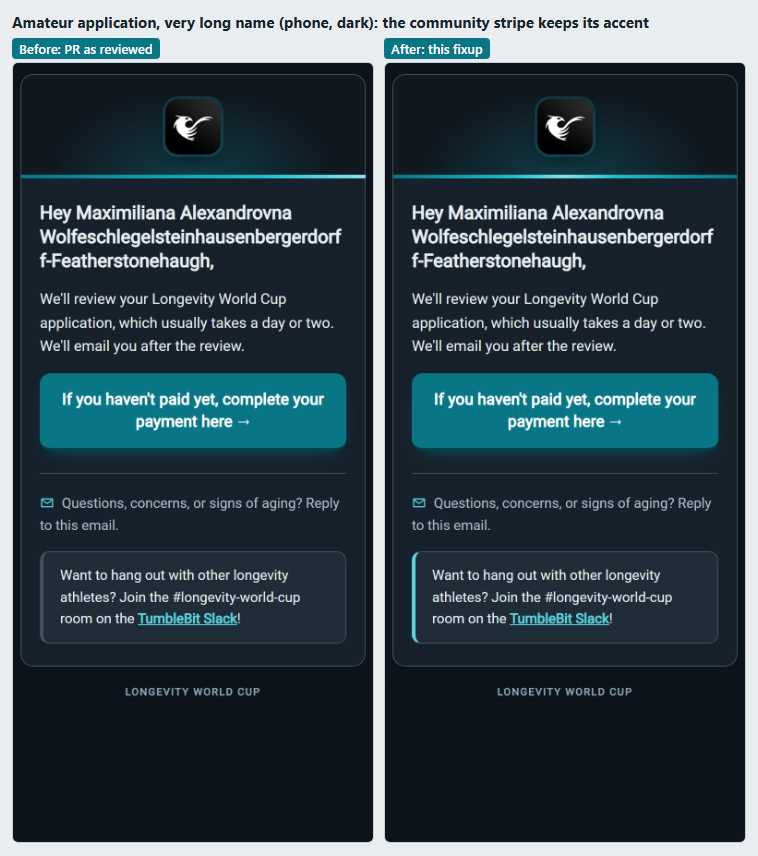 Amateur application, very long name (phone, dark): the community stripe keeps its accent
Before: PR as reviewed
Hey Maximiliana Alexandrovna
Wolfeschlegelsteinhausenbergerdorf
f-Featherstonehaugh,
We'll review your Longevity World Cup
application, which usually takes a day or two.
We'll email you after the review.
If you haven't paid yet, complete your
payment here →
Questions, concerns, or signs of aging? Reply
to this email.
Want to hang out with other longevity
athletes? Join the #longevity-world-cup
room on the TumbleBit Slack!
LONGEVITY WORLD CUP
After: this fixup
Hey Maximiliana Alexandrovna
Wolfeschlegelsteinhausenbergerdorf
f-Featherstonehaugh,
We'll review your Longevity World Cup
application, which usually takes a day or two.
We'll email you after the review.
If you haven't paid yet, complete your
payment here →
Questions, concerns, or signs of aging? Reply
to this email.
Want to hang out with other longevity
athletes? Join the #longevity-world-cup
room on the TumbleBit Slack!
LONGEVITY WORLD CUP